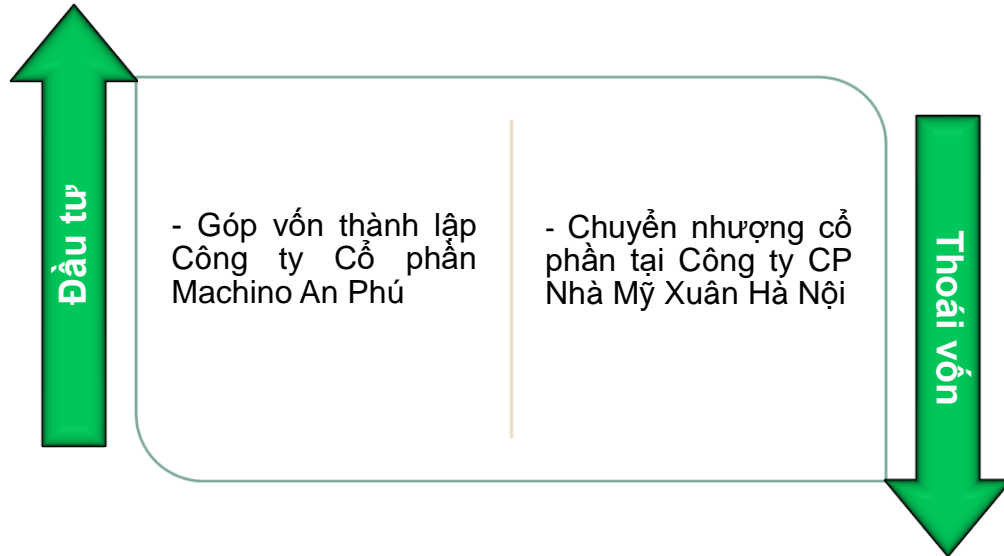 Đầu tư
- Góp vốn thành lập
Công ty Cổ phần
Machino An Phú
- Chuyển nhượng cổ
phần tại Công ty CP
Nhà Mỹ Xuân Hà Nội
Thoái vốn